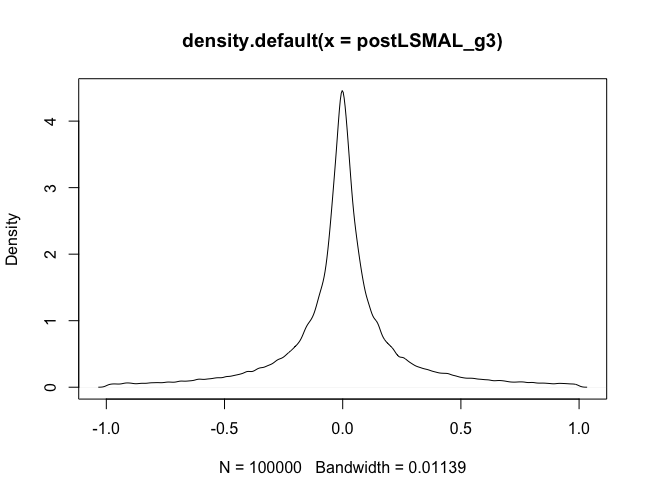 density.default(x = postLSMAL_g3)
Density
4
3
2
1
0
-1.0 -0.5 0.0 0.5 1.0
N = 100000 Bandwidth = 0.01139